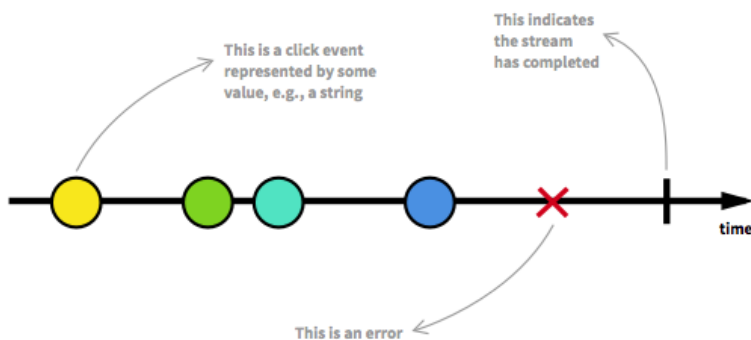 This is a click event
represented by some
value, e.g., a string
This indicates
the stream
has completed
time
This is an error